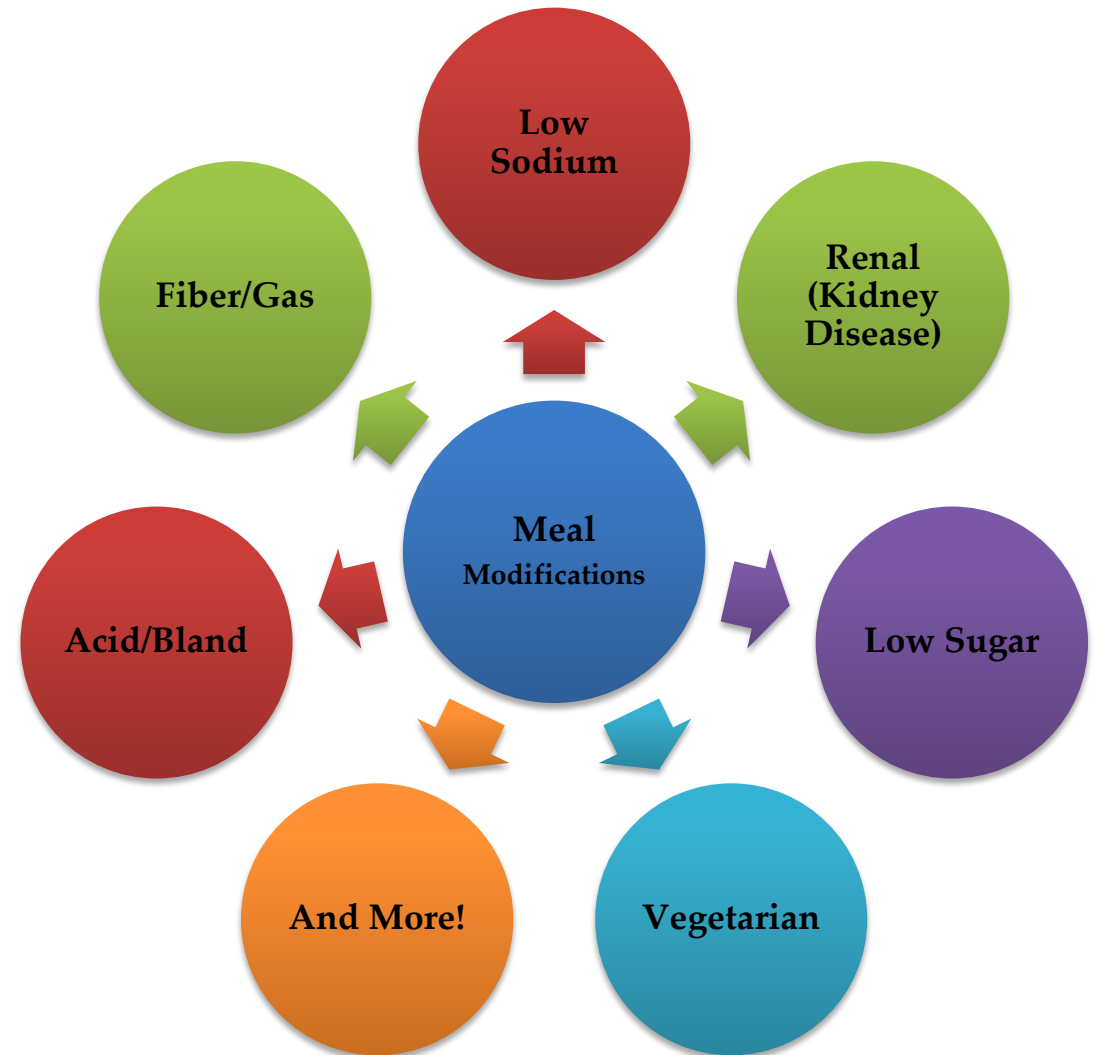 Low
Sodium
Renal
(Kidney
Disease)
Low Sugar
Vegetarian
And More!
Acid/Bland
Fiber/Gas
Meal
Modifications